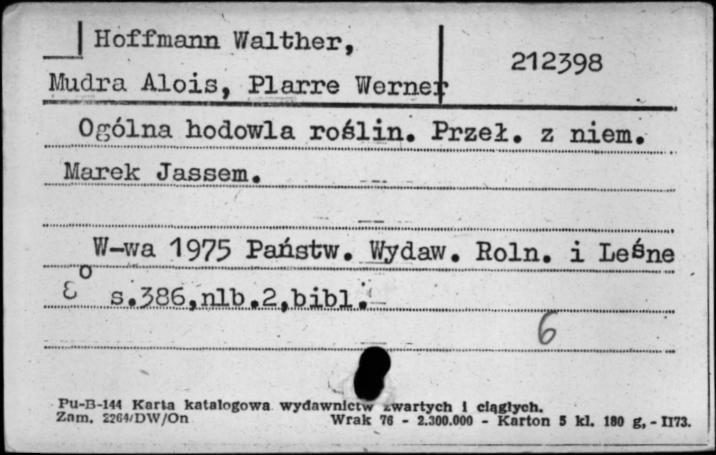 Hoffmann Walther,
212398
Mudra Alois, Plarre Werner
Ogólna hodowla roślin. Przeł. z niem.
Marek Jassem.
W-wa 1975 Państw. Wydaw. Roln. i Leśne
8° s.386,nlb.2,bibl.
6
Pu-B-144 Karta katalogowa wydawnictw zwartych i ciągłych.
Zam. 2264/DW/On Wrak 76 - 2.300.000 - Karton 5 kl. 180 g, - II73.